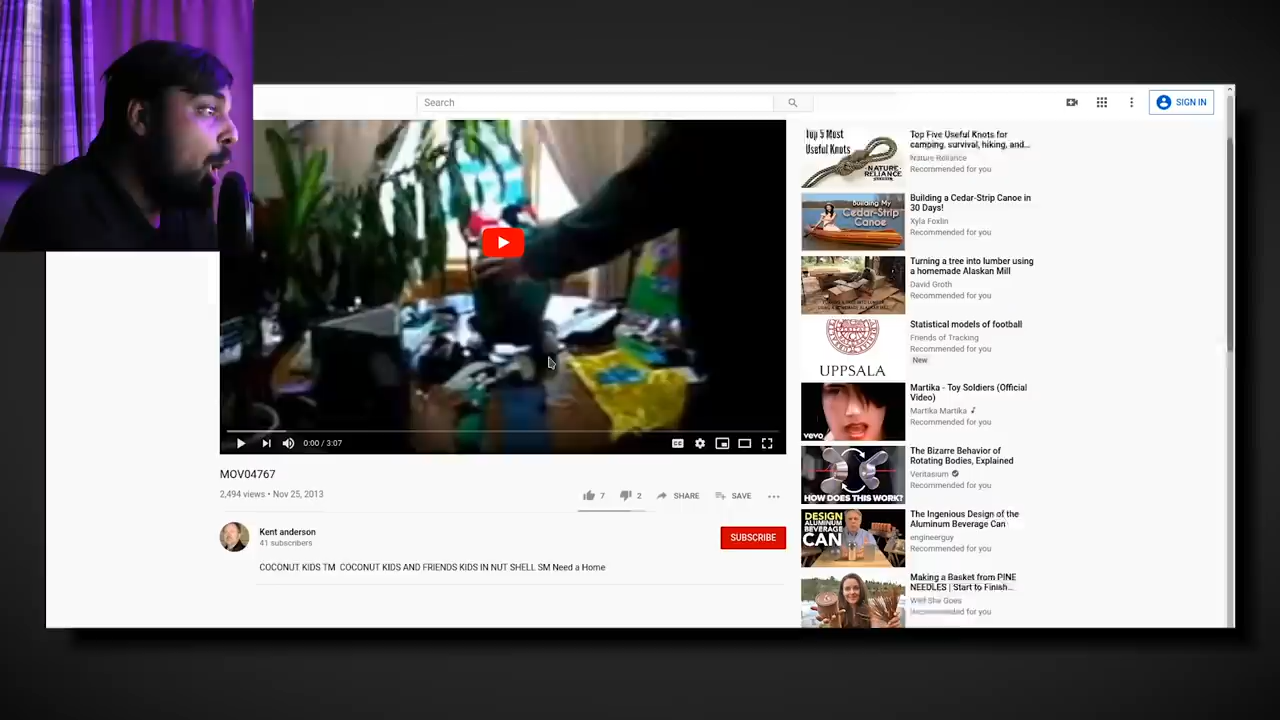 Search
SIGN IN
0:00 / 3:07
MOV04767
2,494 views • Nov 25, 2013
7
2
SHARE
SAVE
Kent anderson
41 subscribers
SUBSCRIBE
COCONUT KIDS TM COCONUT KIDS AND FRIENDS KIDS IN NUT SHELL SM Need a Home
Top 5 Most
Useful Knots
NATURE
RELIANCE
Top Five Useful Knots for
camping, survival, hiking, and...
Nature Reliance
Recommended for you
Building My
Cedar-Strip
Canoe
Building a Cedar-Strip Canoe in
30 Days!
Xyla Foxlin
Recommended for you
Turning a tree into lumber using
a homemade Alaskan Mill
David Groth
Recommended for you
UPPSALA
Statistical models of football
Friends of Tracking
Recommended for you
New
vevo
Martika - Toy Soldiers (Official
Video)
Martika Martika
Recommended for you
HOW DOES THIS WORK?
The Bizarre Behavior of
Rotating Bodies, Explained
Veritasium
Recommended for you
DESIGN
ALUMINUM
BEVERAGE
CAN
The Ingenious Design of the
Aluminum Beverage Can
engineerguy
Recommended for you
Making a Basket from PINE
NEEDLES | Start to Finish...
She Goes
Recommended for you